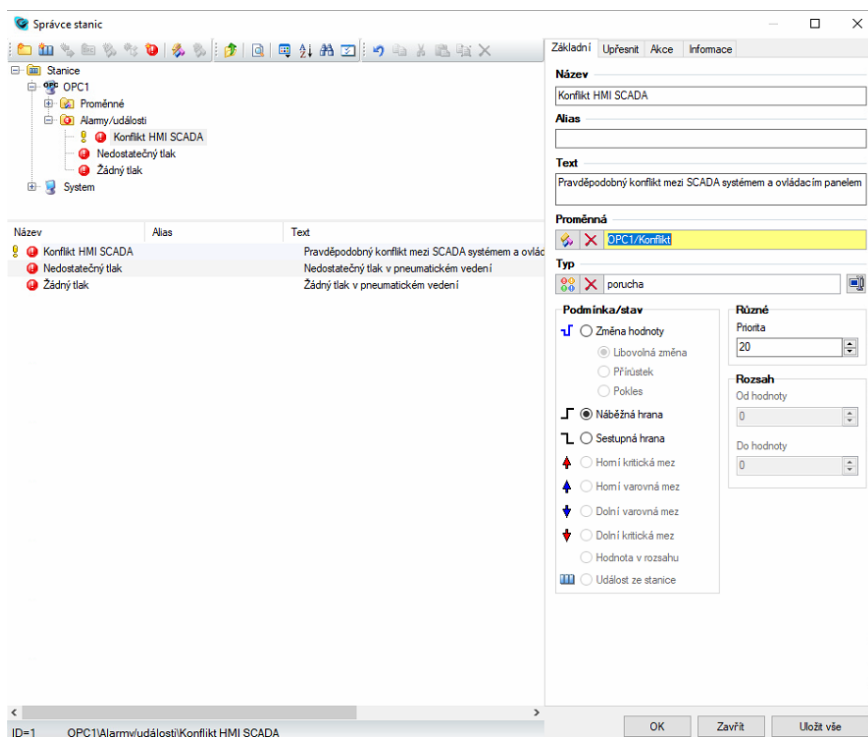 Správce stanic
Stanice
OPC OPC1
Proměnné
Alarmy/události
Konflikt HMI SCADA
Nedostatečný tlak
Žádný tlak
System
Název Alias Text
Konflikt HMI SCADA Pravděpodobný konflikt mezi SCADA systémem a ovlád
Nedostatečný tlak Nedostatečný tlak v pneumatickém vedení
Žádný tlak Žádný tlak v pneumatickém vedení
ID=1 OPC1\Alarmy/události\Konflikt HMI SCADA
Základní Upřesnit Akce Informace
Název
Konflikt HMI SCADA
Alias
Text
Pravděpodobný konflikt mezi SCADA systémem a ovládacím panelem
Proměnná
OPC1/Konflikt
Typ
porucha
Podmínka/stav
Změna hodnoty
Libovolná změna
Přírůstek
Pokles
Náběžná hrana
Sestupná hrana
Horní kritická mez
Horní varovná mez
Dolní varovná mez
Dolní kritická mez
Hodnota v rozsahu
Událost ze stanice
Různé
Priorita
20
Rozsah
Od hodnoty
0
Do hodnoty
0
OK Zavřít Uložit vše